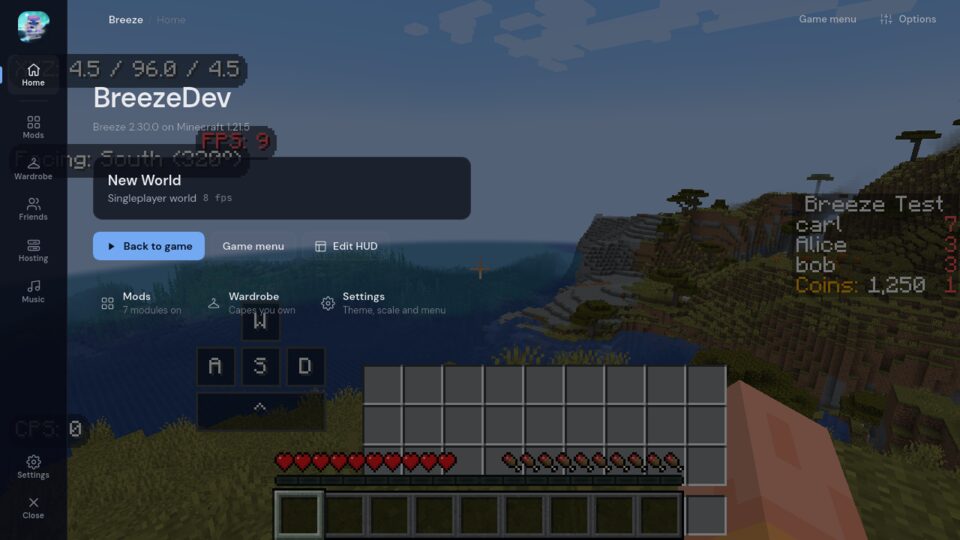 Breeze / Home
Game menu
Options
XYZ: 4.5 / 96.0 / 4.5
Home
BreezeDev
Breeze 2.30.0 on Minecraft 1.21.5
FPS: 9
Mods
Facing: South (320°)
Wardrobe
New World
Singleplayer world 8 fps
Friends
Breeze Test
carl 7
Alice 3
bob 3
Coins: 1,250 1
Hosting
Back to game
Game menu
Edit HUD
Music
Mods
7 modules on
Wardrobe
Capes you own
Settings
Theme, scale and menu
W
A S D
^
CPS: 0
Settings
Close